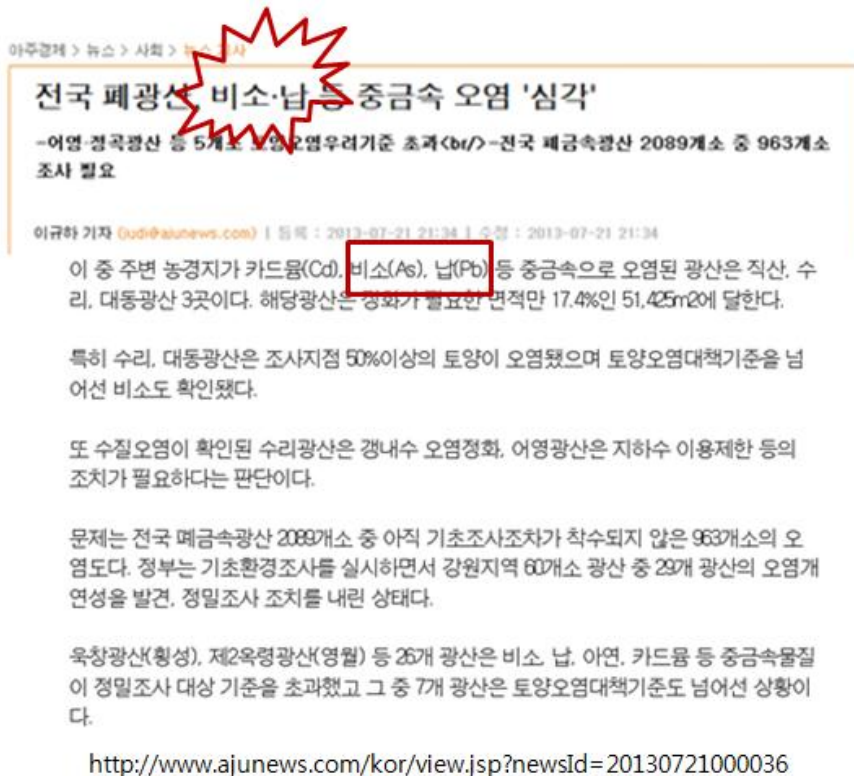 아주경제 > 뉴스 > 사회 > 뉴스 기사
전국 폐광산, 비소·납 등 중금속 오염 '심각'
-어영·정곡광산 등 5개소 토양오염우려기준 초과<br/>-전국 폐금속광산 2089개소 중 963개소
조사 필요
이규하 기자 (judi@ajunews.com) | 등록 : 2013-07-21 21:34 | 수정 : 2013-07-21 21:34
이 중 주변 농경지가 카드뮴(Cd), 비소(As), 납(Pb) 등 중금속으로 오염된 광산은 직산, 수
리, 대동광산 3곳이다. 해당광산은 정화가 필요한 면적만 17.4%인 51,425m2에 달한다.
특히 수리, 대동광산은 조사지점 50%이상의 토양이 오염됐으며 토양오염대책기준을 넘
어선 비소도 확인됐다.
또 수질오염이 확인된 수리광산은 갱내수 오염정화, 어영광산은 지하수 이용제한 등의
조치가 필요하다는 판단이다.
문제는 전국 폐금속광산 2089개소 중 아직 기초조사조차가 착수되지 않은 963개소의 오
염도다. 정부는 기초환경조사를 실시하면서 강원지역 60개소 광산 중 29개 광산의 오염개
연성을 발견, 정밀조사 조치를 내린 상태다.
욱창광산(횡성), 제2옥령광산(영월) 등 26개 광산은 비소, 납, 아연, 카드뮴 등 중금속물질
이 정밀조사 대상 기준을 초과했고 그 중 7개 광산은 토양오염대책기준도 넘어선 상황이
다.
http://www.ajunews.com/kor/view.jsp?newsId=20130721000036